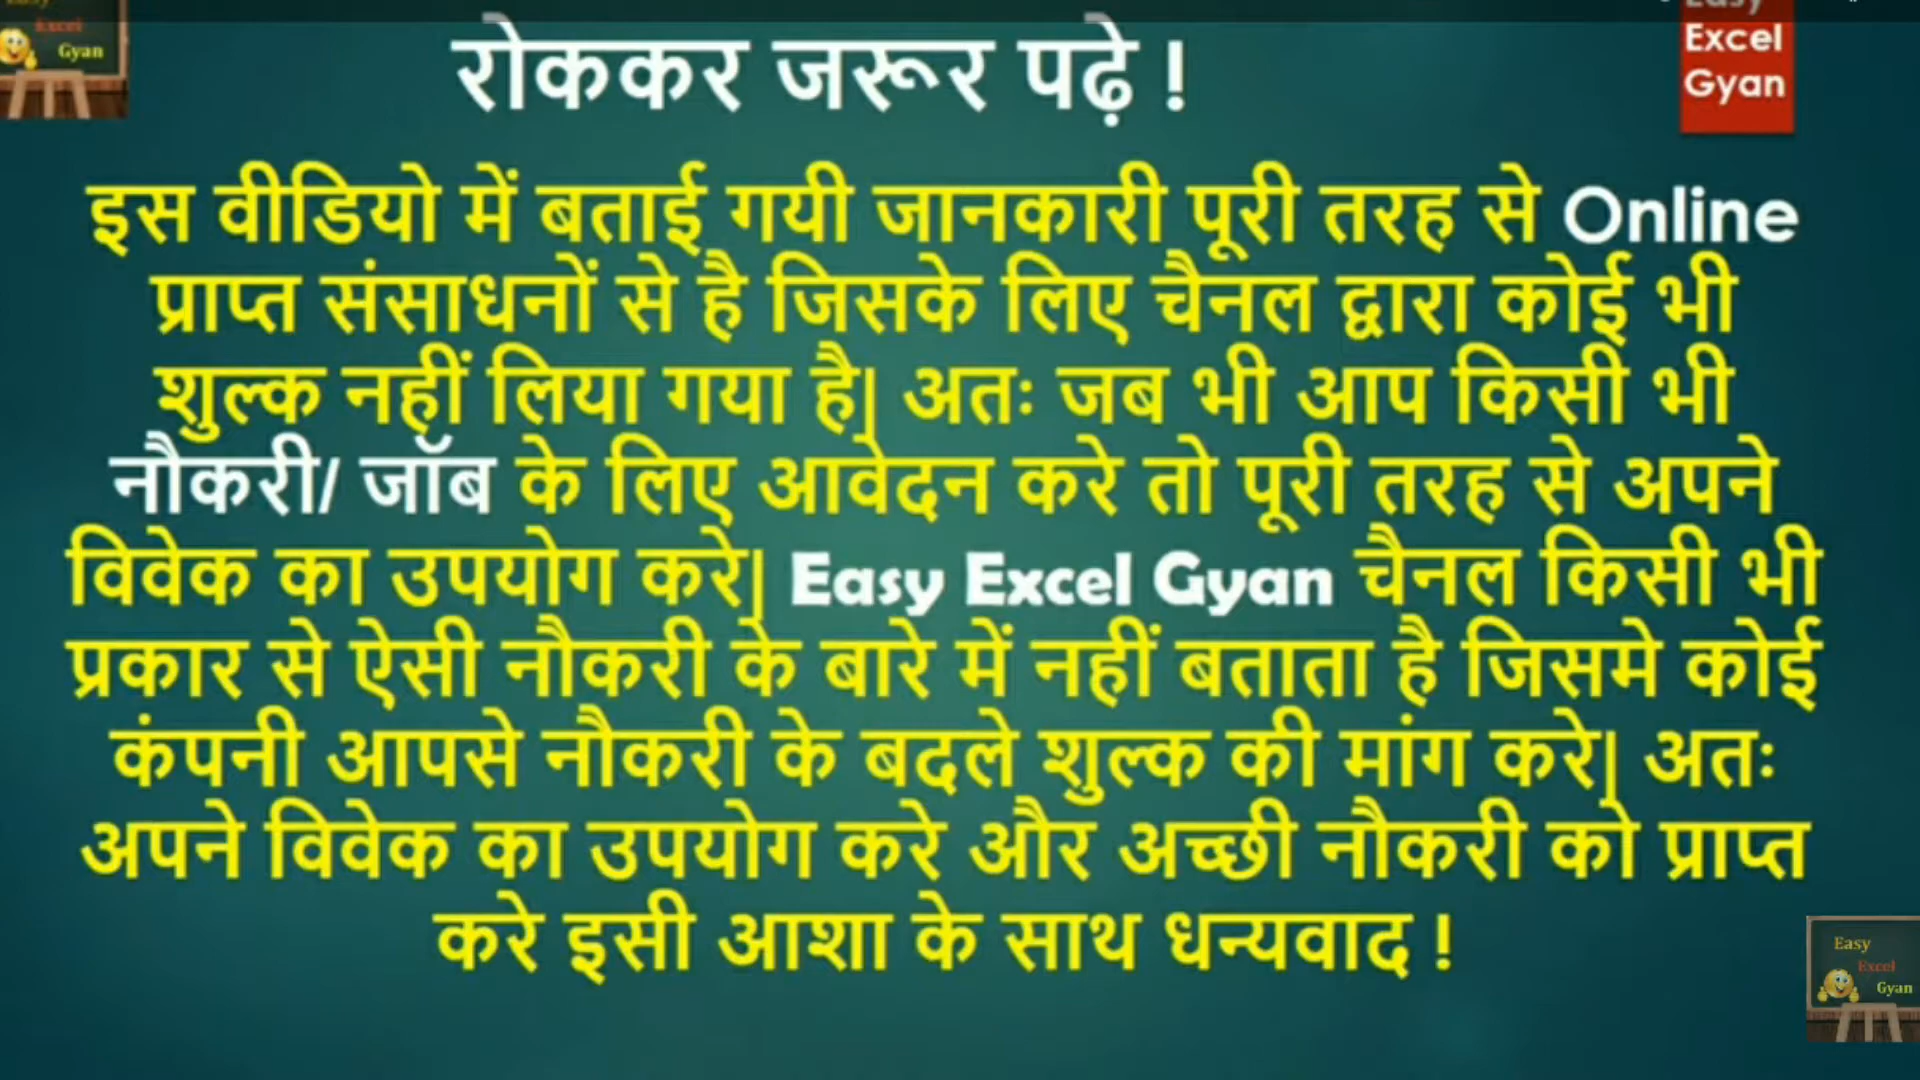 Easy
Excel
Gyan
रोककर जरूर पढ़े !
Easy
Excel
Gyan
इस वीडियो में बताई गयी जानकारी पूरी तरह से Online
प्राप्त संसाधनों से है जिसके लिए चैनल द्वारा कोई भी
शुल्क नहीं लिया गया है| अतः जब भी आप किसी भी
नौकरी/ जॉब के लिए आवेदन करे तो पूरी तरह से अपने
विवेक का उपयोग करे| Easy Excel Gyan चैनल किसी भी
प्रकार से ऐसी नौकरी के बारे में नहीं बताता है जिसमे कोई
कंपनी आपसे नौकरी के बदले शुल्क की मांग करे| अतः
अपने विवेक का उपयोग करे और अच्छी नौकरी को प्राप्त
करे इसी आशा के साथ धन्यवाद !
Easy
Excel
Gyan